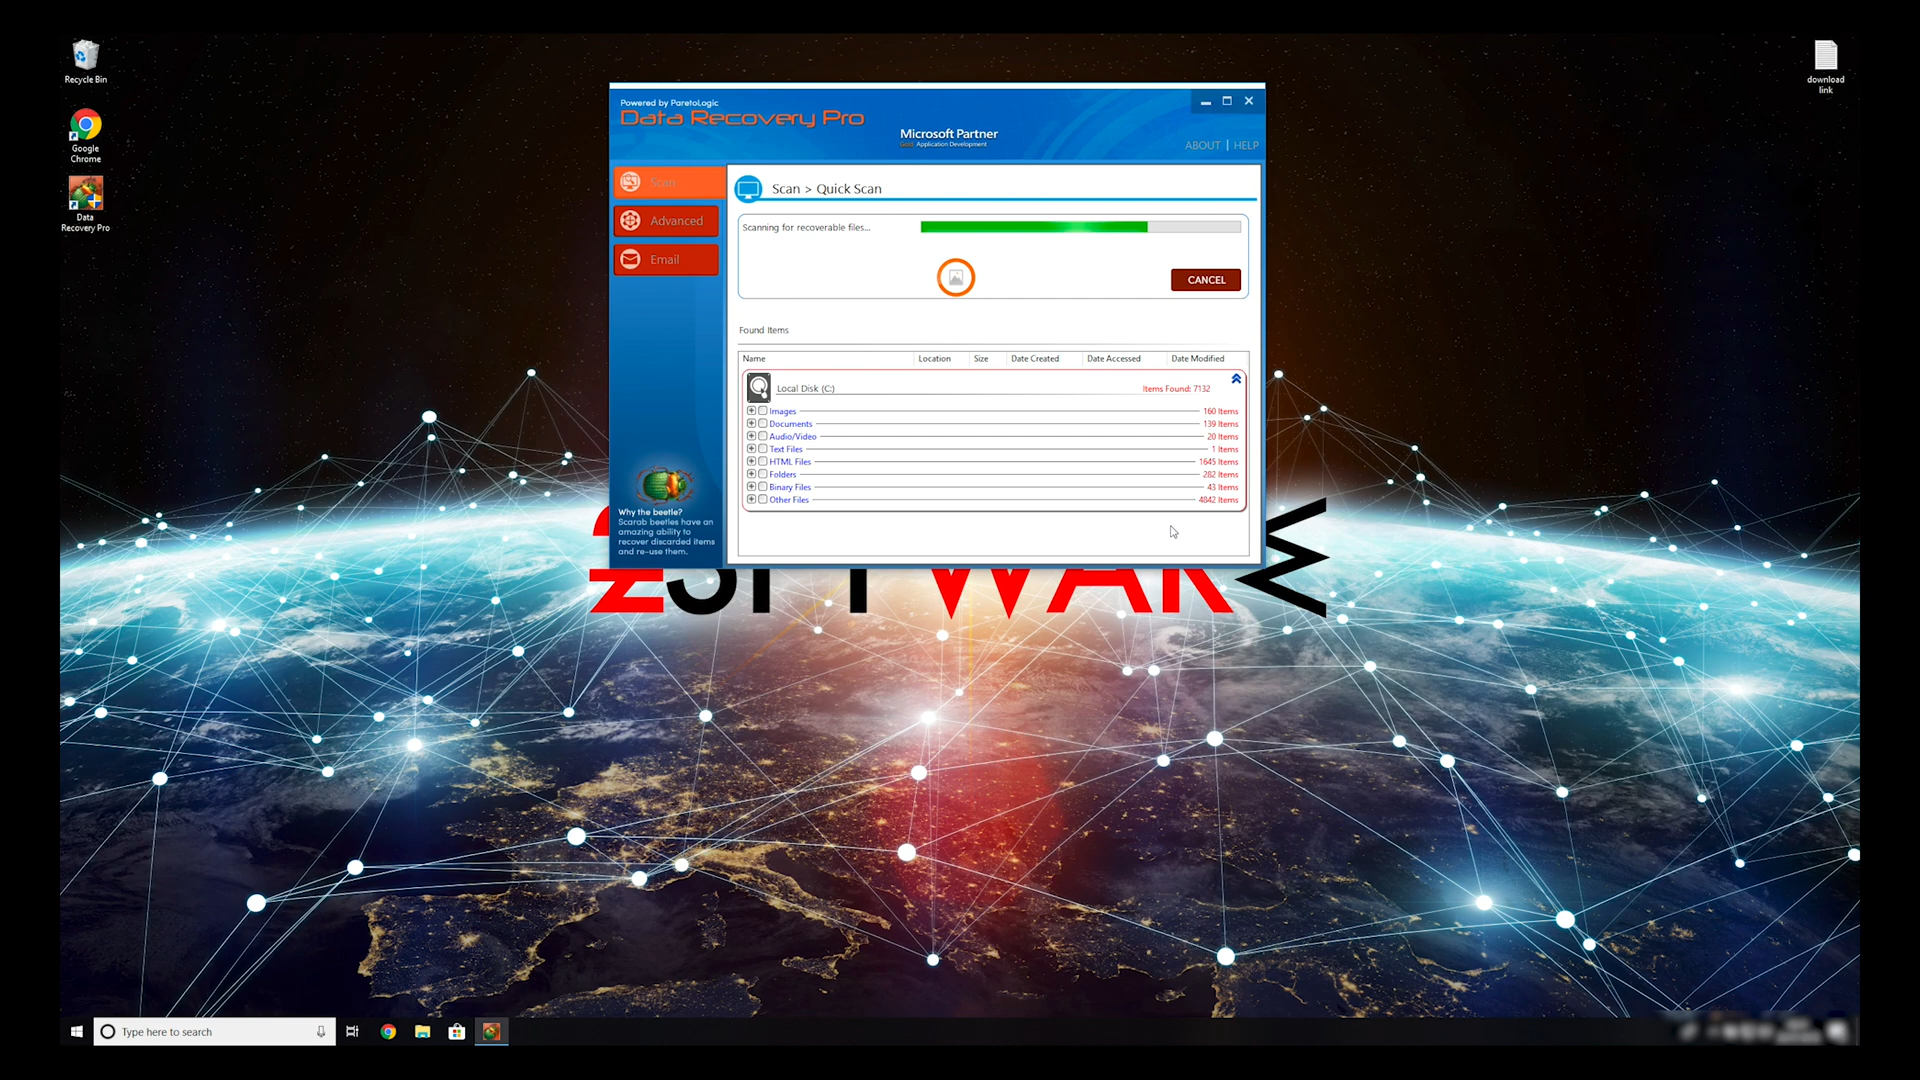 Recycle Bin
Google
Chrome
Data
Recovery Pro
download
link
Powered by ParetoLogic
Data Recovery Pro
Microsoft Partner
Gold Application Development
ABOUT | HELP
Scan
Advanced
Email
Scan > Quick Scan
Scanning for recoverable files...
CANCEL
Found Items
Name Location Size Date Created Date Accessed Date Modified
Local Disk (C:) Items Found: 7132
Images 160 Items
Documents 139 Items
Audio/Video 20 Items
Text Files 1 Items
HTML Files 1645 Items
Folders 282 Items
Binary Files 43 Items
Other Files 4842 Items
Why the beetle?
Scarab beetles have an
amazing ability to
recover discarded items
and re-use them.
2SPYWAR
Type here to search